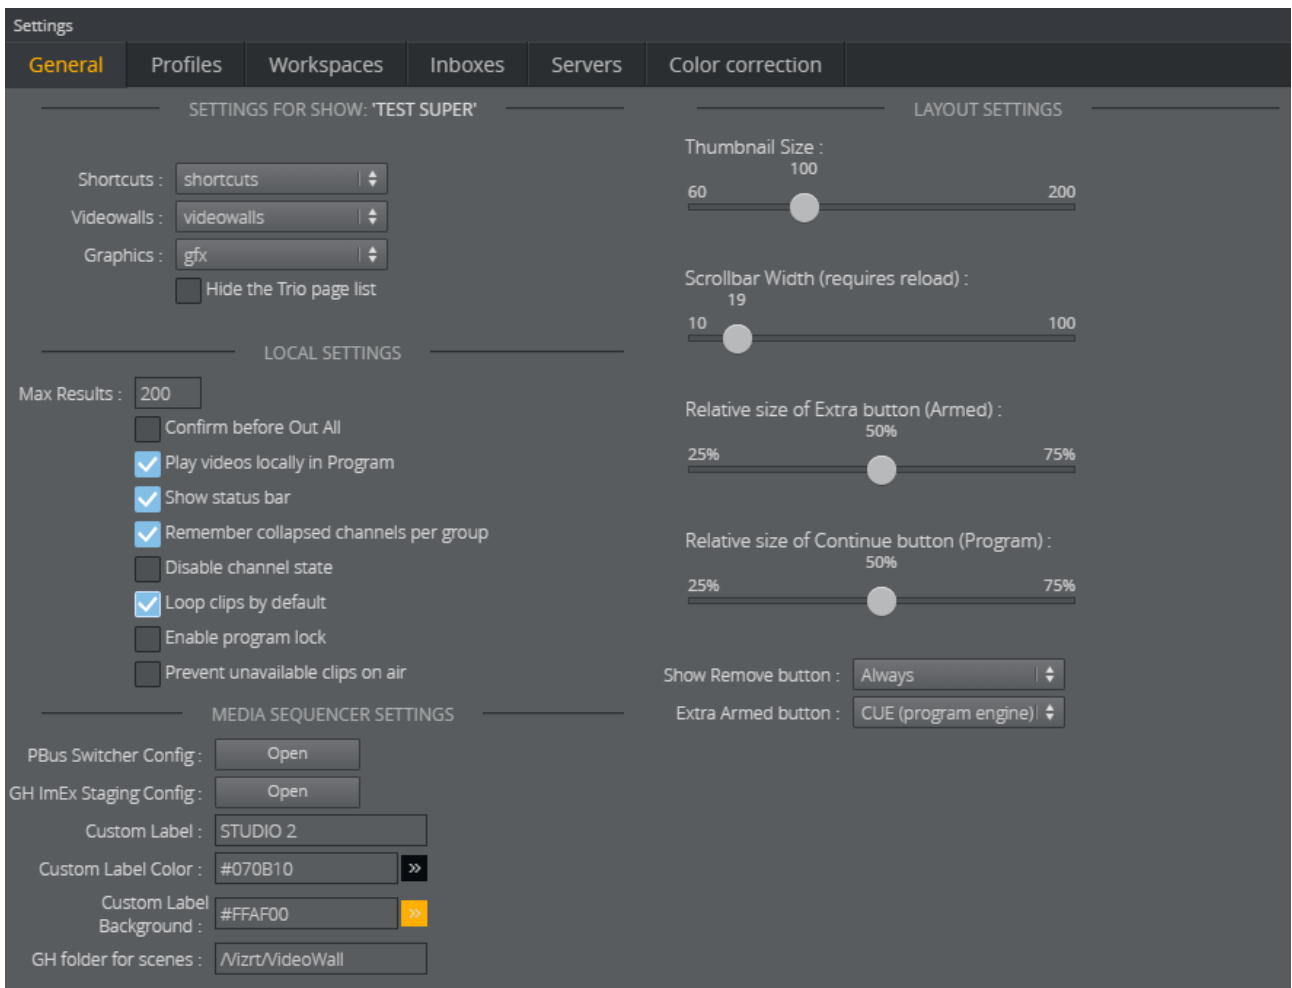 Settings
General Profiles Workspaces Inboxes Servers Color correction
SETTINGS FOR SHOW: 'TEST SUPER'
Shortcuts : shortcuts
Videowalls : videowalls
Graphics : gfx
Hide the Trio page list
LOCAL SETTINGS
Max Results : 200
Confirm before Out All
Play videos locally in Program
Show status bar
Remember collapsed channels per group
Disable channel state
Loop clips by default
Enable program lock
Prevent unavailable clips on air
MEDIA SEQUENCER SETTINGS
PBus Switcher Config : Open
GH ImEx Staging Config : Open
Custom Label : STUDIO 2
Custom Label Color : #070B10 »
Custom Label
Background : #FFAF00 »
GH folder for scenes : /Vizrt/VideoWall
LAYOUT SETTINGS
Thumbnail Size :
100
60 200
Scrollbar Width (requires reload) :
19
10 100
Relative size of Extra button (Armed) :
50%
25% 75%
Relative size of Continue button (Program) :
50%
25% 75%
Show Remove button : Always
Extra Armed button : CUE (program engine)